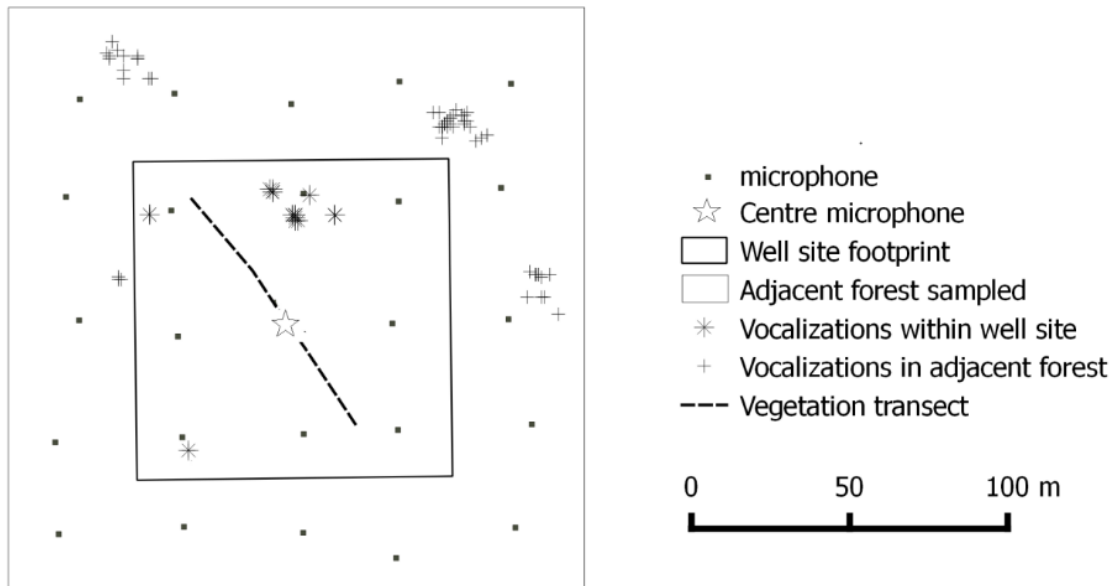 microphone
Centre microphone
Well site footprint
Adjacent forest sampled
Vocalizations within well site
Vocalizations in adjacent forest
Vegetation transect
0 50 100 m